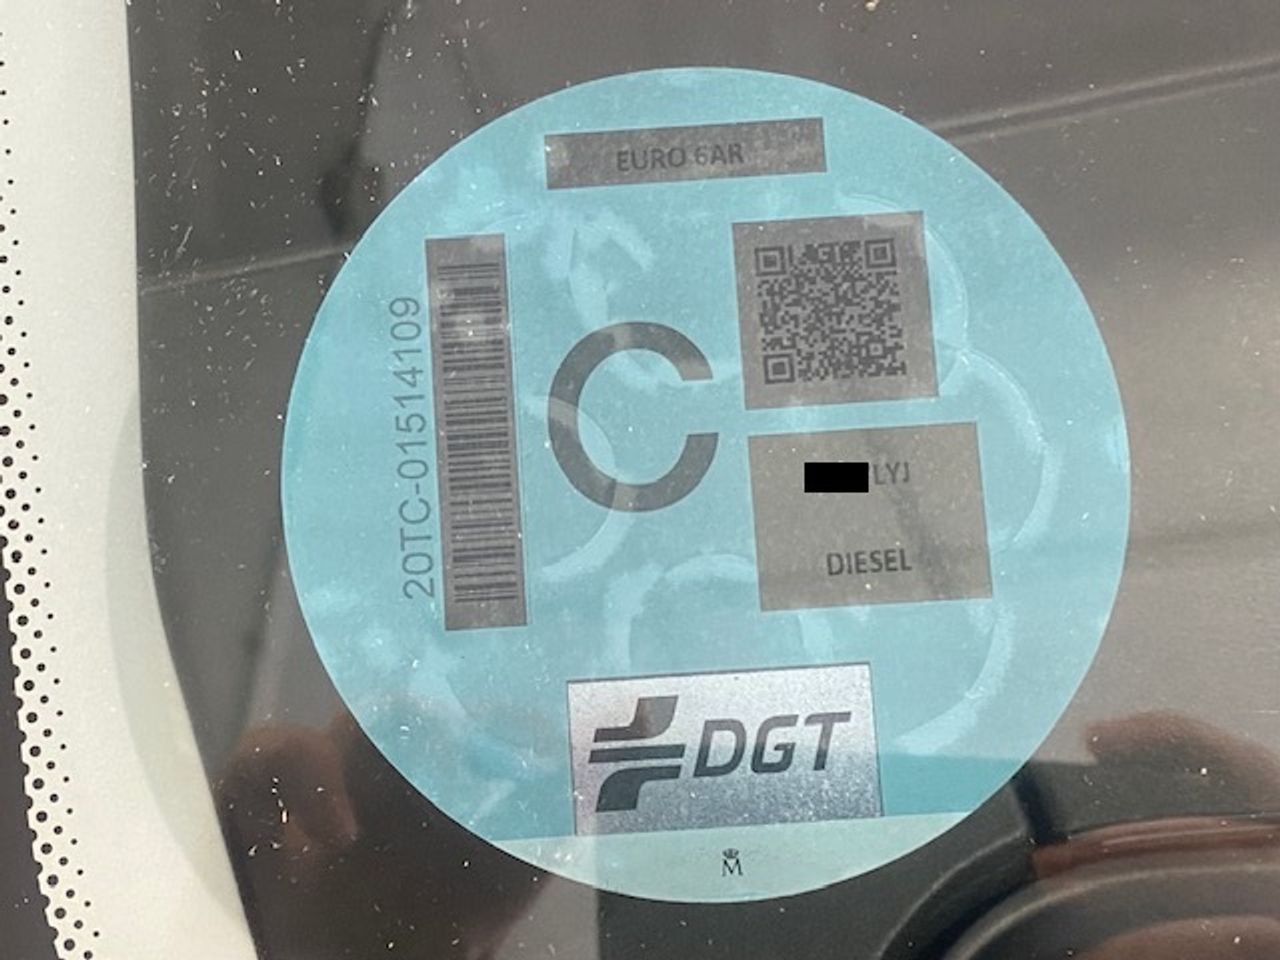 EURO 6AR
20TC-01514109
C
LYJ
DIESEL
DGT
M